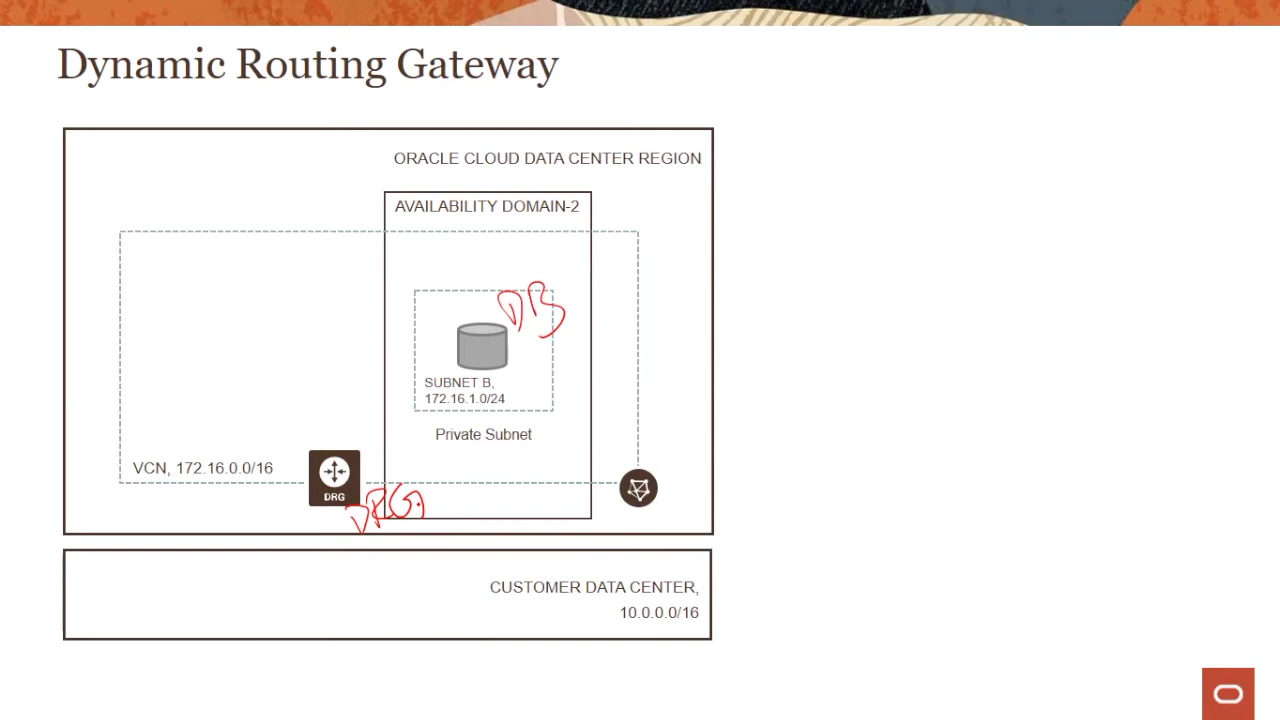 Dynamic Routing Gateway
ORACLE CLOUD DATA CENTER REGION
AVAILABILITY DOMAIN-2
DB
SUBNET B,
172.16.1.0/24
Private Subnet
VCN, 172.16.0.0/16
DRG
DRG
CUSTOMER DATA CENTER,
10.0.0.0/16